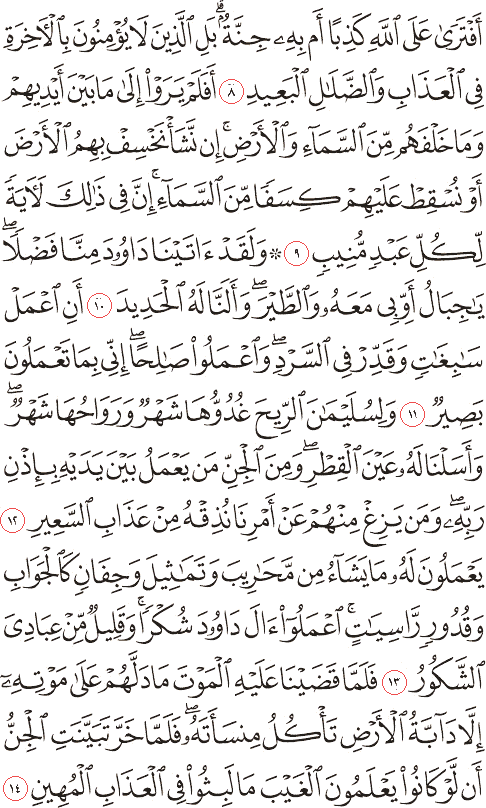 أَفْتَرَىٰ عَلَى ٱللَّهِ كَذِبًا أَم بِهِۦ جِنَّةٌۢ ۗ بَلِ ٱلَّذِينَ لَا يُؤْمِنُونَ بِٱلْـَٔاخِرَةِ
فِى ٱلْعَذَابِ وَٱلضَّلَـٰلِ ٱلْبَعِيدِ ٨ أَفَلَمْ يَرَوْا۟ إِلَىٰ مَا بَيْنَ أَيْدِيهِمْ
وَمَا خَلْفَهُم مِّنَ ٱلسَّمَآءِ وَٱلْأَرْضِ ۚ إِن نَّشَأْ نَخْسِفْ بِهِمُ ٱلْأَرْضَ
أَوْ نُسْقِطْ عَلَيْهِمْ كِسَفًا مِّنَ ٱلسَّمَآءِ ۚ إِنَّ فِى ذَٰلِكَ لَـَٔايَةً
لِّكُلِّ عَبْدٍ مُّنِيبٍ ٩ ۞ وَلَقَدْ ءَاتَيْنَا دَاوُۥدَ مِنَّا فَضْلًا ۖ
يَـٰجِبَالُ أَوِّبِى مَعَهُۥ وَٱلطَّيْرَ ۖ وَأَلَنَّا لَهُ ٱلْحَدِيدَ ١٠ أَنِ ٱعْمَلْ
سَـٰبِغَـٰتٍ وَقَدِّرْ فِى ٱلسَّرْدِ ۖ وَٱعْمَلُوا۟ صَـٰلِحًا ۖ إِنِّى بِمَا تَعْمَلُونَ
بَصِيرٌ ١١ وَلِسُلَيْمَـٰنَ ٱلرِّيحَ غُدُوُّهَا شَهْرٌ وَرَوَاحُهَا شَهْرٌ ۖ
وَأَسَلْنَا لَهُۥ عَيْنَ ٱلْقِطْرِ ۖ وَمِنَ ٱلْجِنِّ مَن يَعْمَلُ بَيْنَ يَدَيْهِ بِإِذْنِ
رَبِّهِۦ ۖ وَمَن يَزِغْ مِنْهُمْ عَنْ أَمْرِنَا نُذِقْهُ مِنْ عَذَابِ ٱلسَّعِيرِ ١٢
يَعْمَلُونَ لَهُۥ مَا يَشَآءُ مِن مَّحَـٰرِيبَ وَتَمَـٰثِيلَ وَجِفَانٍ كَٱلْجَوَابِ
وَقُدُورٍ رَّاسِيَـٰتٍ ۚ ٱعْمَلُوٓا۟ ءَالَ دَاوُۥدَ شُكْرًا ۚ وَقَلِيلٌ مِّنْ عِبَادِىَ
ٱلشَّكُورُ ١٣ فَلَمَّا قَضَيْنَا عَلَيْهِ ٱلْمَوْتَ مَا دَلَّهُمْ عَلَىٰ مَوْتِهِۦٓ
إِلَّا دَآبَّةُ ٱلْأَرْضِ تَأْكُلُ مِنسَأَتَهُۥ ۖ فَلَمَّا خَرَّ تَبَيَّنَتِ ٱلْجِنُّ
أَن لَّوْ كَانُوا۟ يَعْلَمُونَ ٱلْغَيْبَ مَا لَبِثُوا۟ فِى ٱلْعَذَابِ ٱلْمُهِينِ ١٤